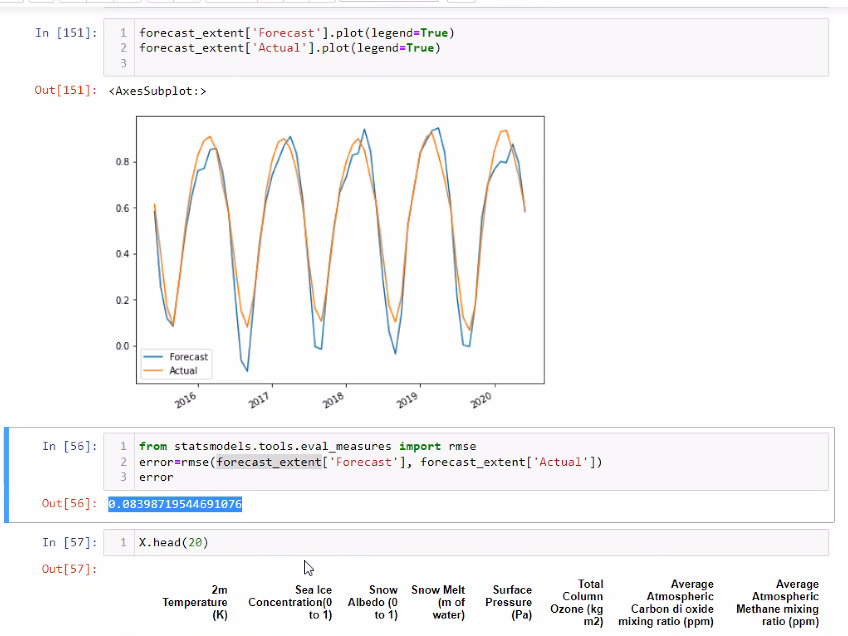 In [151]:
1 forecast_extent['Forecast'].plot(legend=True)
2 forecast_extent['Actual'].plot(legend=True)
3
Out[151]: <AxesSubplot:>
0.8
0.6
0.4
0.2
0.0
Forecast
Actual
2016 2017 2018 2019 2020
In [56]:
1 from statsmodels.tools.eval_measures import rmse
2 error=rmse(forecast_extent['Forecast'], forecast_extent['Actual'])
3 error
Out[56]: 0.08398719544691076
In [57]:
1 X.head(20)
Out[57]:
2m Temperature (K)
Sea Ice Concentration(0 to 1)
Snow Albedo (0 to 1)
Snow Melt (m of water)
Surface Pressure (Pa)
Total Column Ozone (kg m2)
Average Atmospheric Carbon di oxide mixing ratio (ppm)
Average Atmospheric Methane mixing ratio (ppm)